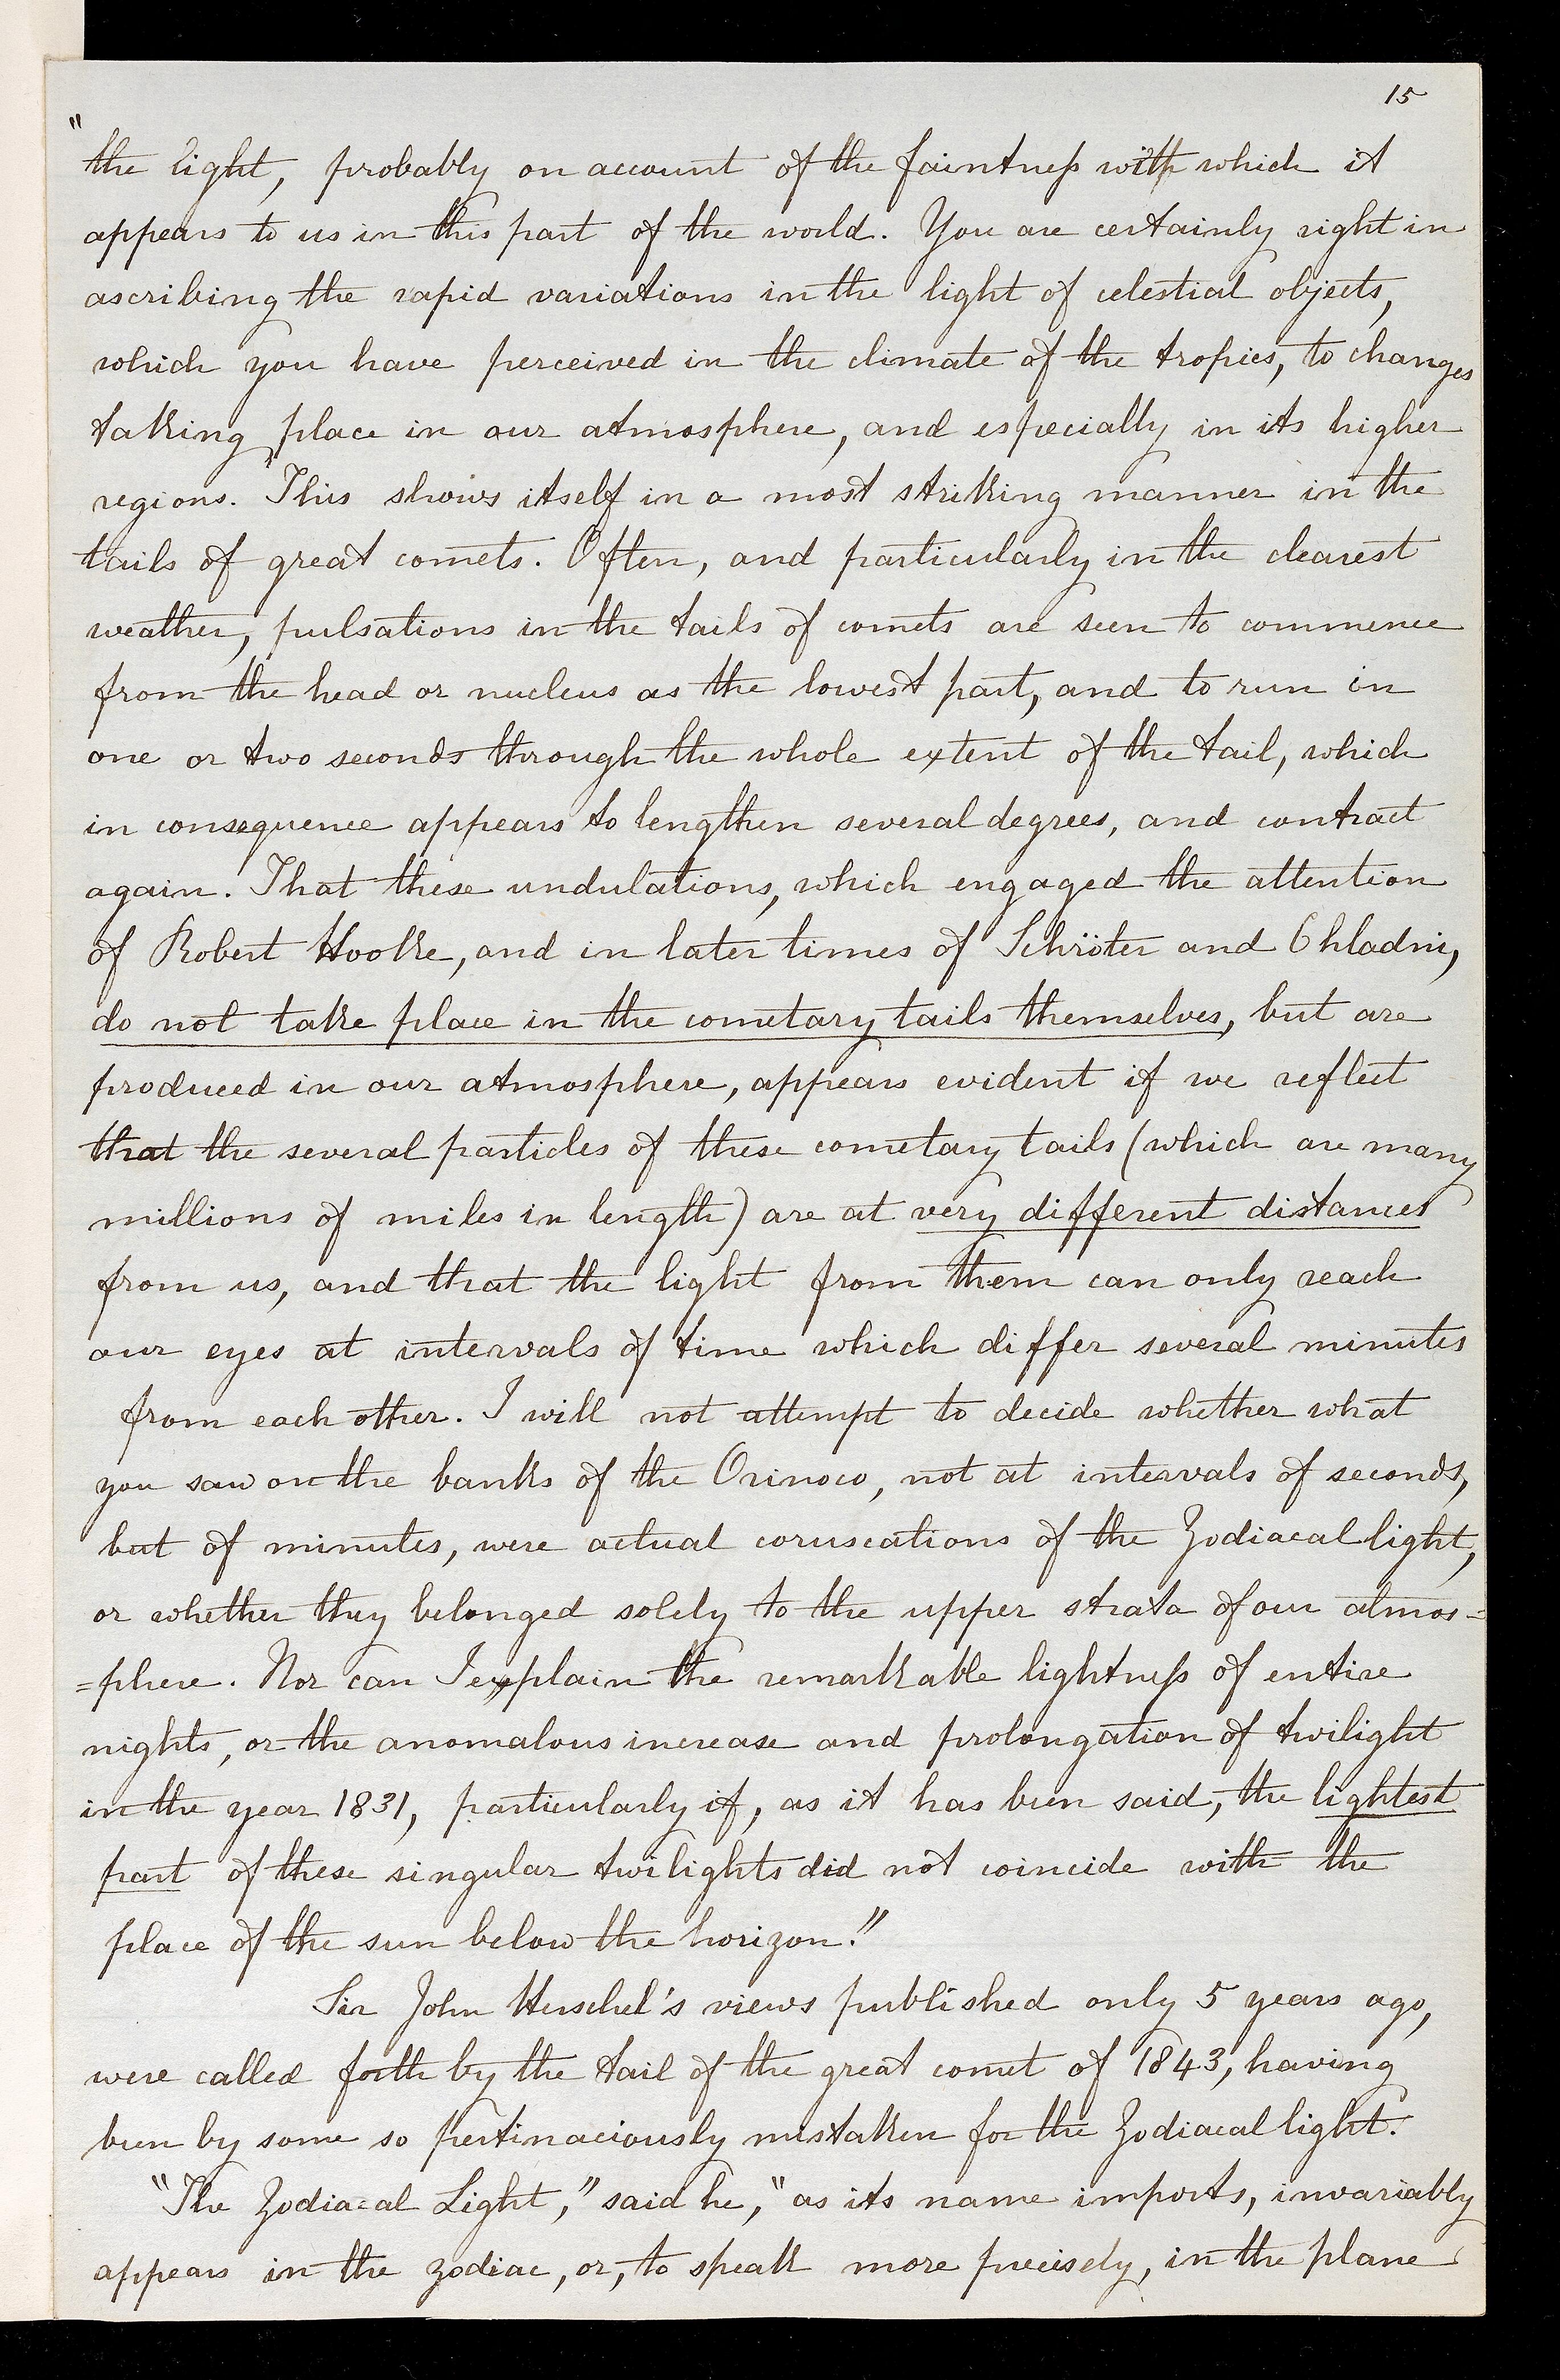 15
"
the light, probably on account of the faintness with which it
appears to us in this part of the world. You are certainly right in
ascribing the rapid variations in the light of celestial objects,
which you have perceived in the climate of the tropics, to changes
taking place in our atmosphere, and especially in its higher
regions. This shows itself in a most striking manner in the
tails of great comets. Often, and particularly in the clearest
weather, pulsations in the tails of comets are seen to commence
from the head or nucleus as the lowest part, and to run in
one or two seconds through the whole extent of the tail, which
in consequence appears to lengthen several degrees, and contract
again. That these undulations, which engaged the attention
of Robert Hooke, and in later times of Schröter and Chladni,
do not take place in the cometary tails themselves, but are
produced in our atmosphere, appears evident if we reflect
that the several particles of these cometary tails (which are many
millions of miles in length) are at very different distances
from us, and that the light from them can only reach
our eyes at intervals of time which differ several minutes
from each other. I will not attempt to decide whether what
you saw on the banks of the Orinoco, not at intervals of seconds,
but of minutes, were actual coruscations of the Zodiacal light,
or whether they belonged solely to the upper strata of our atmos=
=phere. Nor can I explain the remarkable lightness of entire
nights, or the anomalous increase and prolongation of twilight
in the year 1831, particularly if, as it has been said, the lightest
part of these singular twilights did not coincide with the
place of the sun below the horizon."
Sir John Herschel's views published only 5 years ago,
were called forth by the tail of the great comet of 1843, having
been by some so pertinaciously mistaken for the Zodiacal light.
"The Zodiacal Light," said he, "as its name imports, invariably
appears in the zodiac, or, to speak more precisely, in the plane